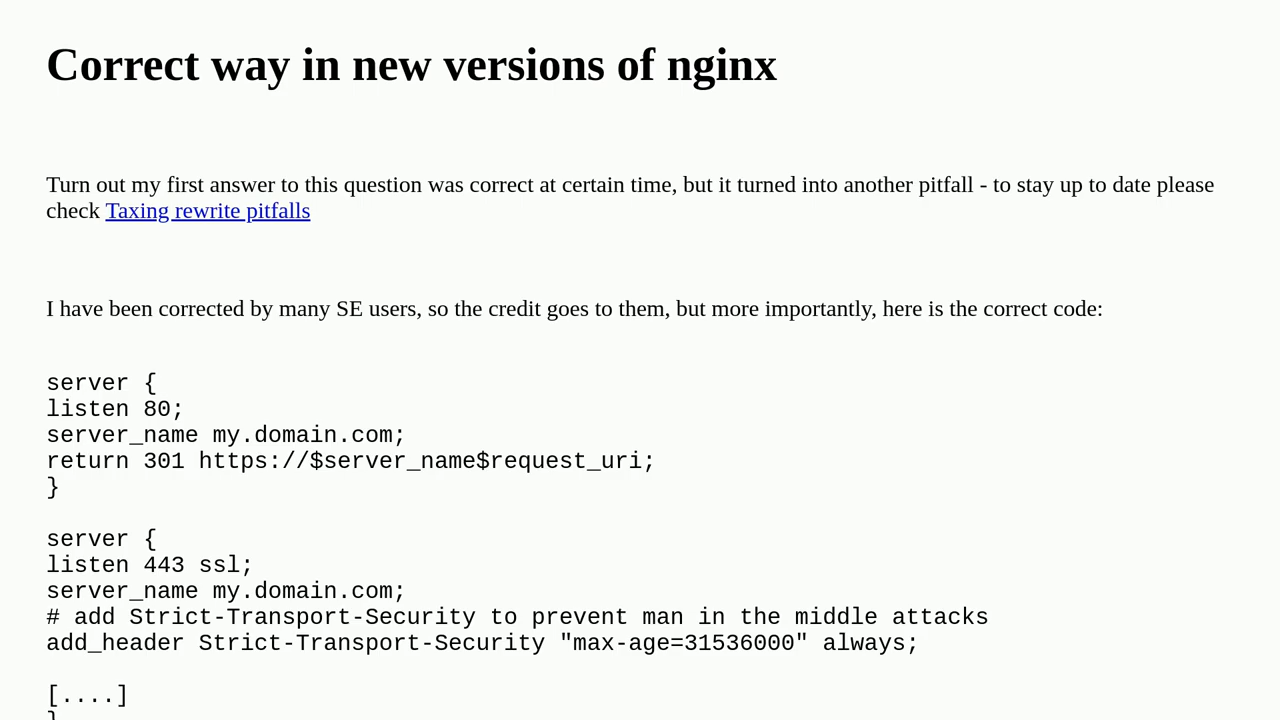 Correct way in new versions of nginx
Turn out my first answer to this question was correct at certain time, but it turned into another pitfall - to stay up to date please
check Taxing rewrite pitfalls
I have been corrected by many SE users, so the credit goes to them, but more importantly, here is the correct code:
server {
listen 80;
server_name my.domain.com;
return 301 https://$server_name$request_uri;
}
server {
listen 443 ssl;
server_name my.domain.com;
# add Strict-Transport-Security to prevent man in the middle attacks
add_header Strict-Transport-Security "max-age=31536000" always;
[....]
}